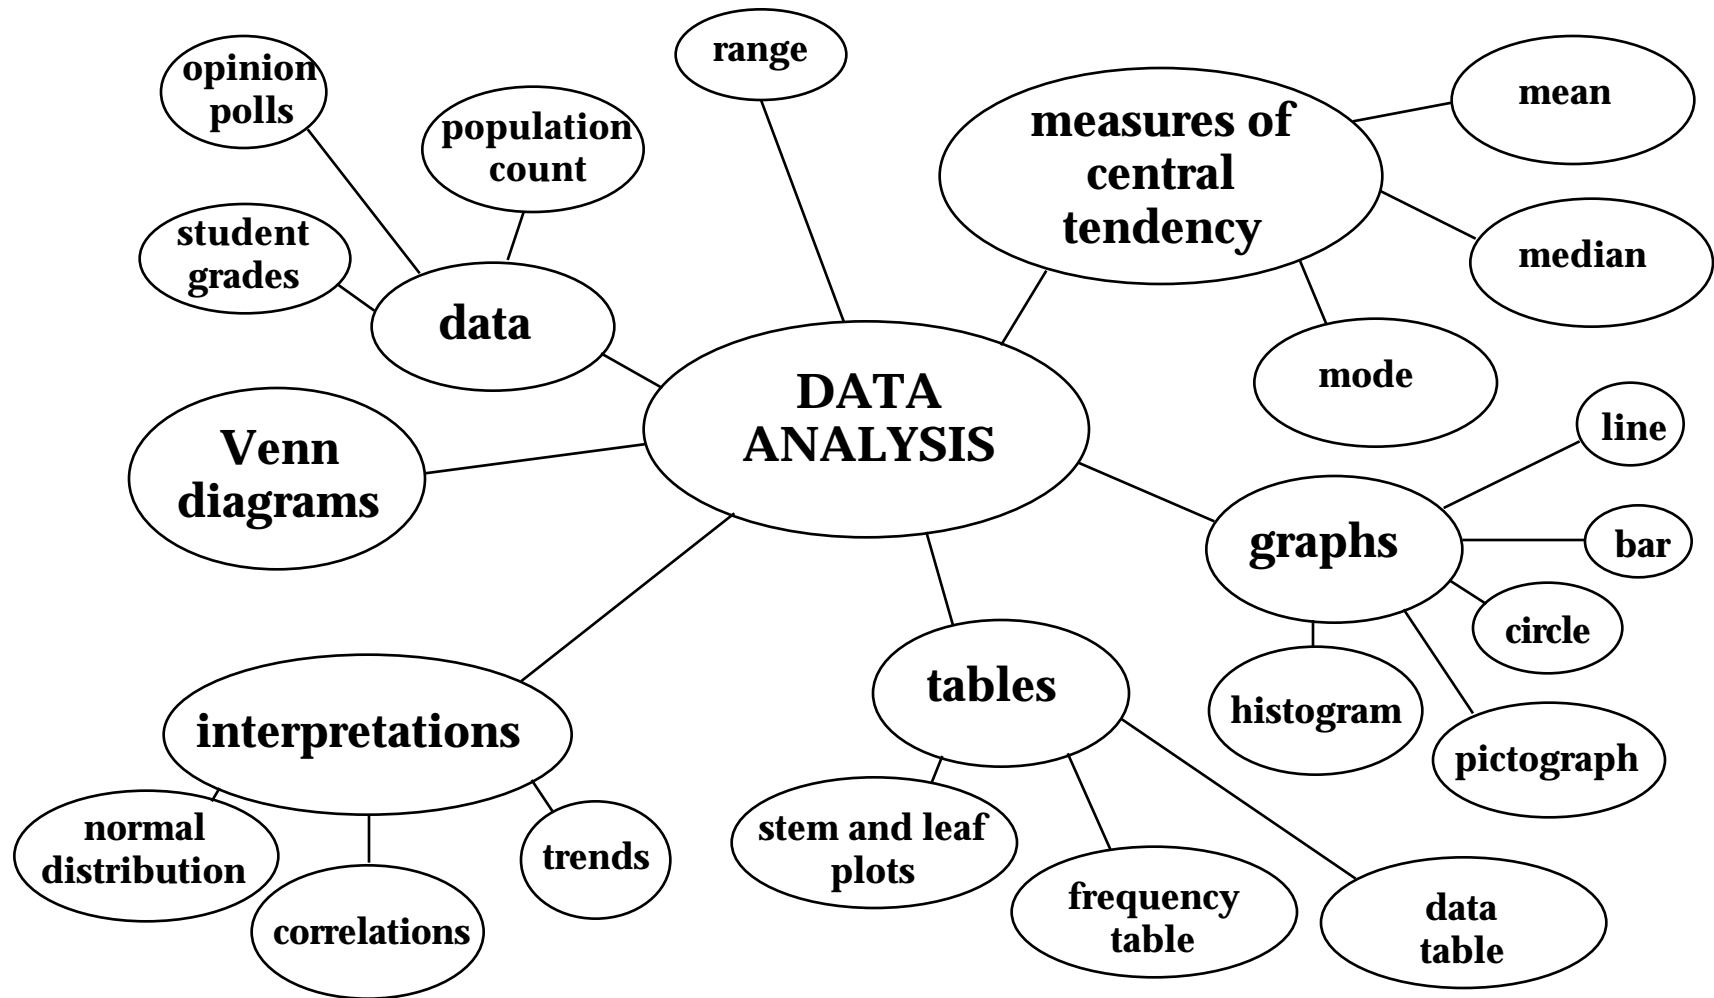 range
opinion
polls
population
count
student
grades
data
measures of
central
tendency
mean
median
mode
DATA
ANALYSIS
Venn
diagrams
line
graphs
bar
circle
histogram
pictograph
tables
stem and leaf
plots
frequency
table
data
table
interpretations
normal
distribution
correlations
trends